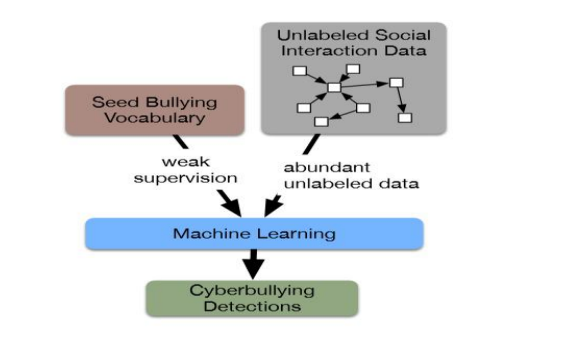 Unlabeled Social
Interaction Data
Seed Bullying
Vocabulary
weak
supervision
abundant
unlabeled data
Machine Learning
Cyberbullying
Detections